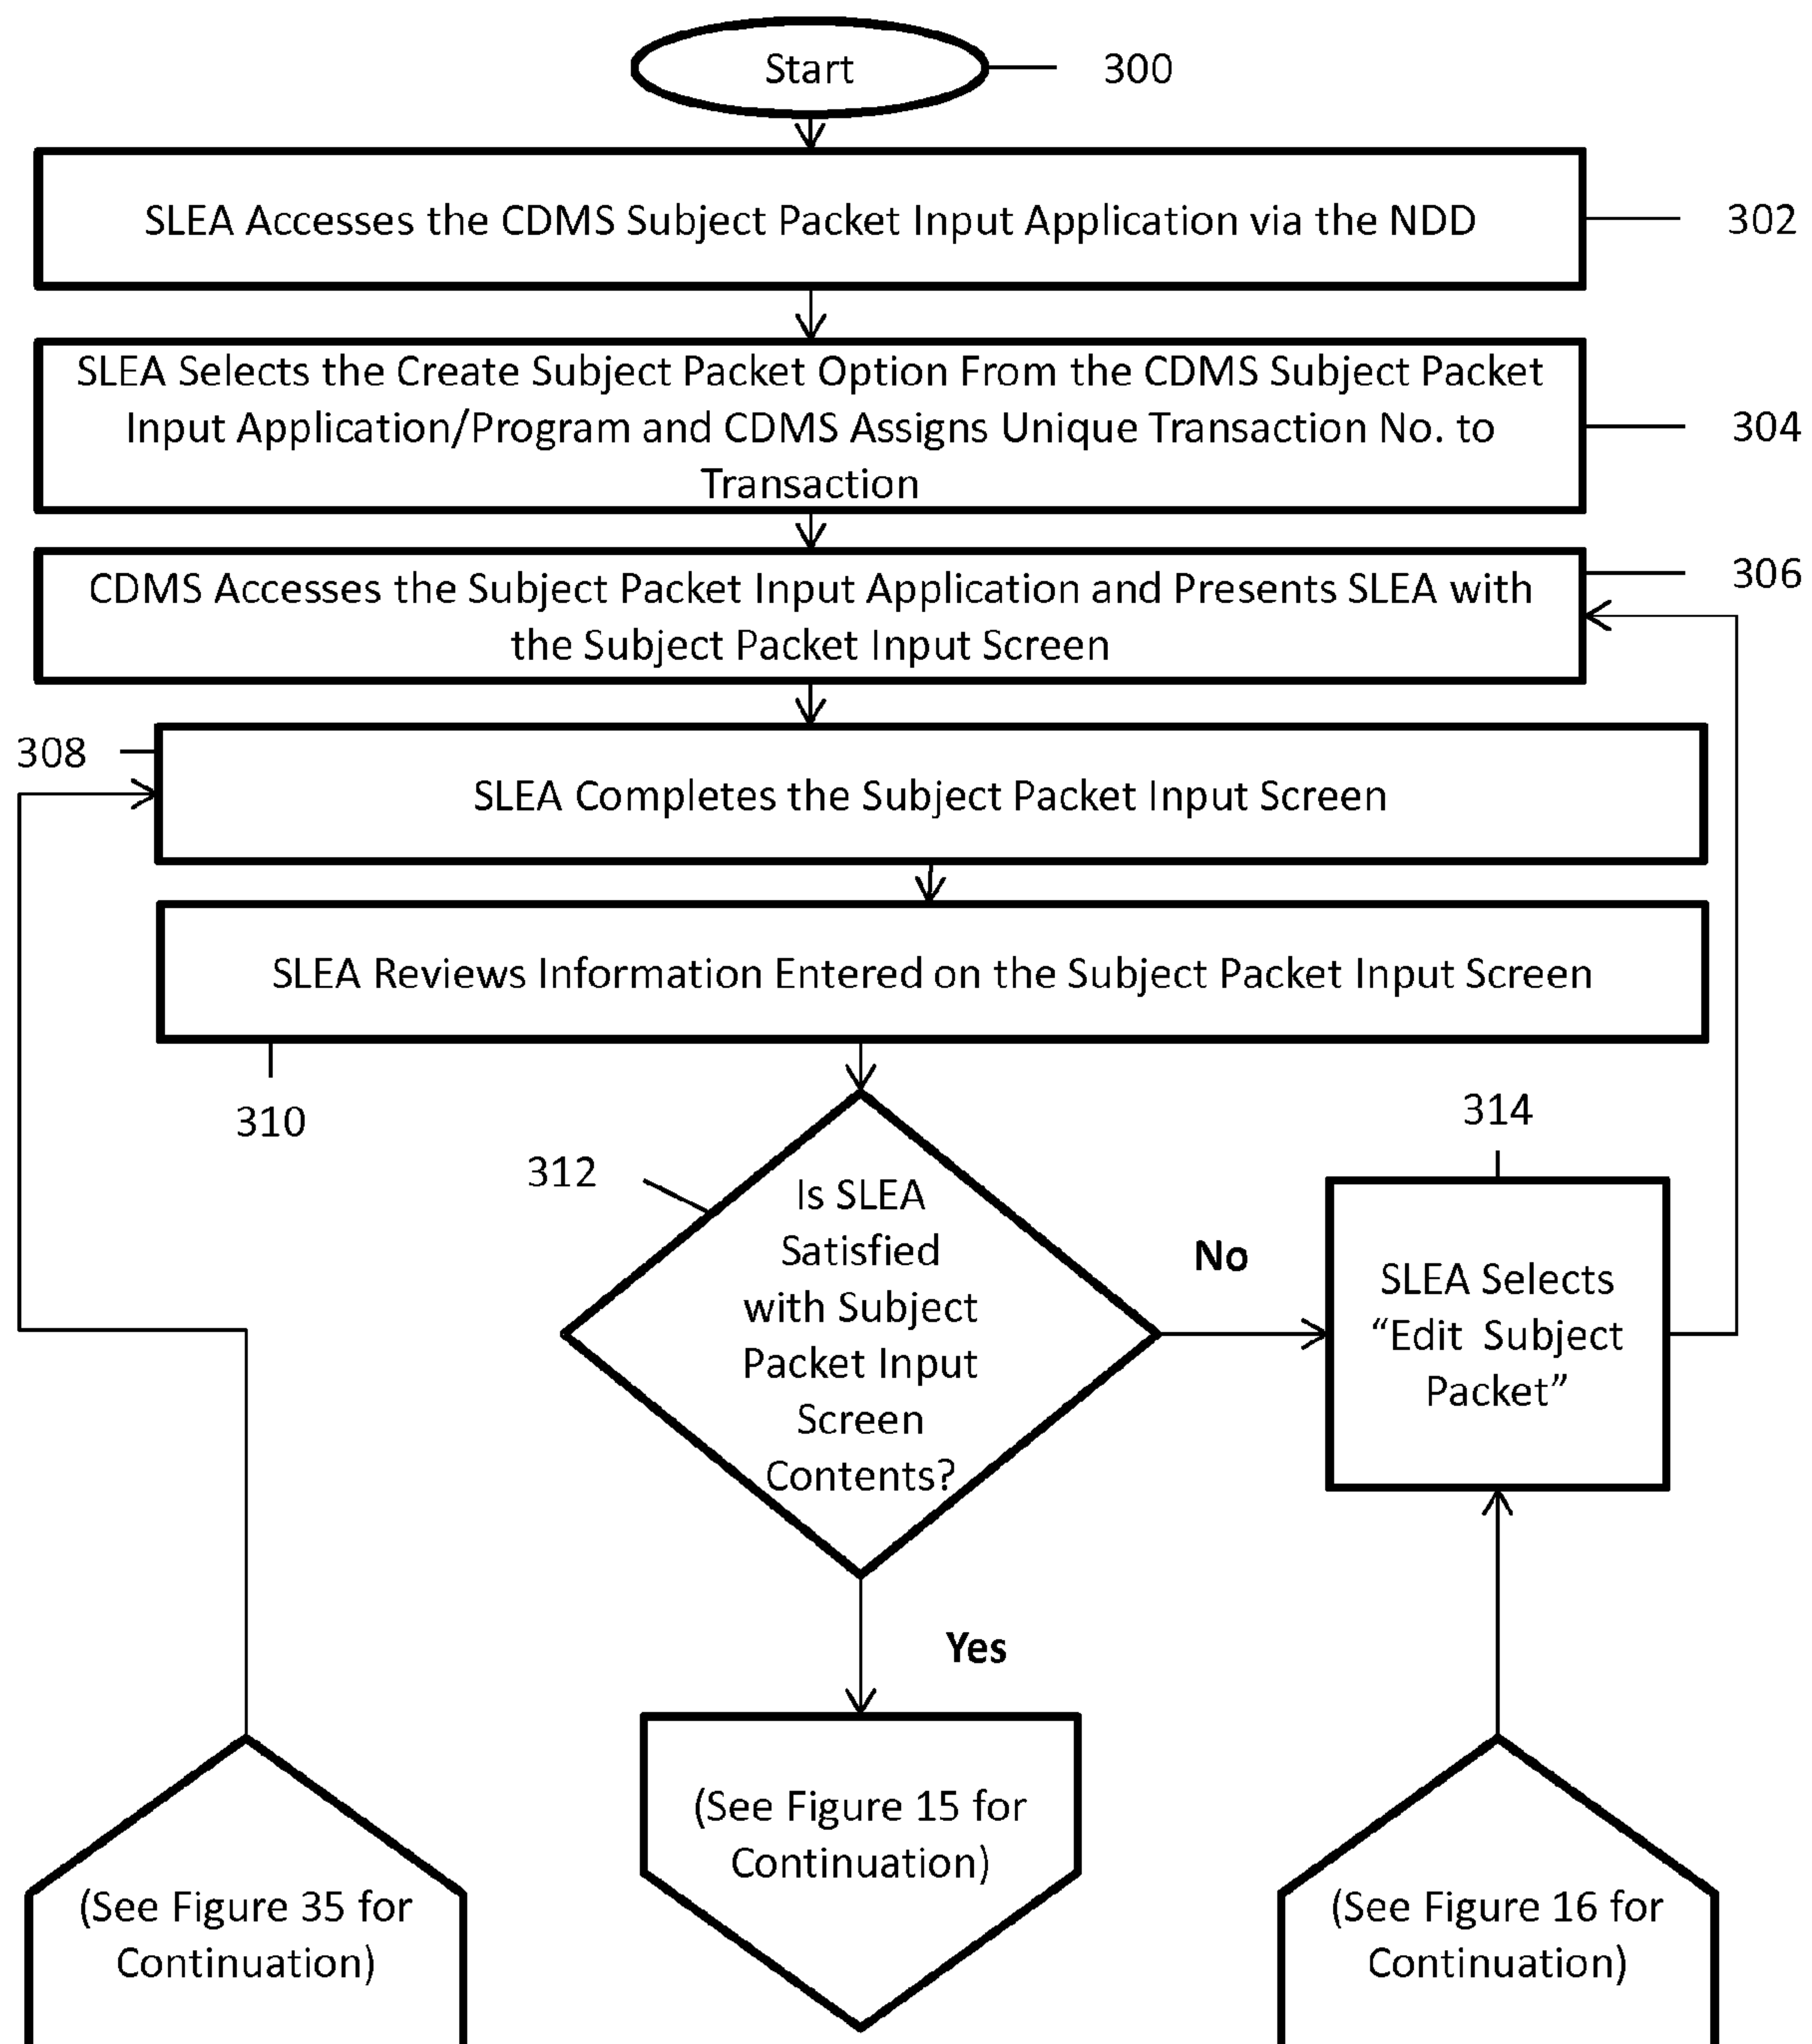 Start
300
SLEA Accesses the CDMS Subject Packet Input Application via the NDD
302
SLEA Selects the Create Subject Packet Option From the CDMS Subject Packet
Input Application/Program and CDMS Assigns Unique Transaction No. to
Transaction
304
CDMS Accesses the Subject Packet Input Application and Presents SLEA with
the Subject Packet Input Screen
306
308
SLEA Completes the Subject Packet Input Screen
SLEA Reviews Information Entered on the Subject Packet Input Screen
310
312
Is SLEA
Satisfied
with Subject
Packet Input
Screen
Contents?
No
314
SLEA Selects
“Edit Subject
Packet”
Yes
(See Figure 35 for
Continuation)
(See Figure 15 for
Continuation)
(See Figure 16 for
Continuation)